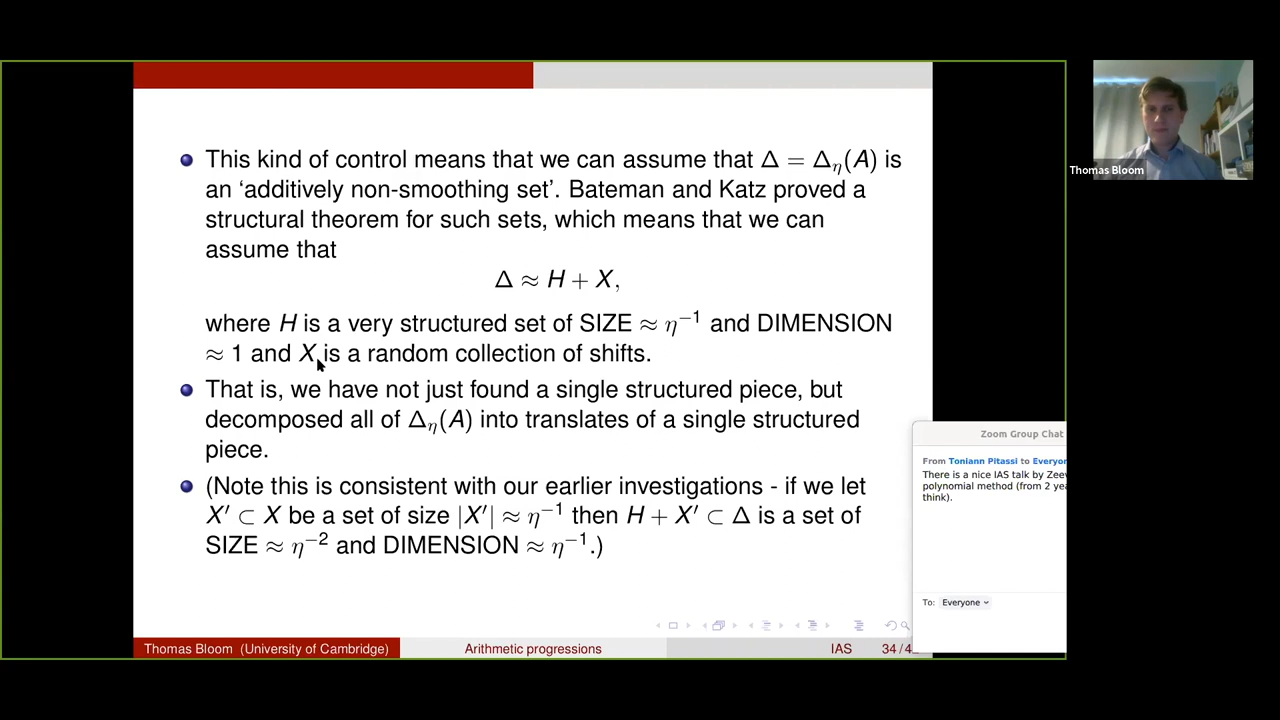 This kind of control means that we can assume that Δ = Δ_η(A) is
an ‘additively non-smoothing set’. Bateman and Katz proved a
structural theorem for such sets, which means that we can
assume that
Δ ≈ H + X,
where H is a very structured set of SIZE ≈ η⁻¹ and DIMENSION
≈ 1 and X is a random collection of shifts.
That is, we have not just found a single structured piece, but
decomposed all of Δ_η(A) into translates of a single structured
piece.
(Note this is consistent with our earlier investigations - if we let
X′ ⊂ X be a set of size |X′| ≈ η⁻¹ then H + X′ ⊂ Δ is a set of
SIZE ≈ η⁻² and DIMENSION ≈ η⁻¹.)
Thomas Bloom (University of Cambridge)
Arithmetic progressions
IAS
34 / 4
Thomas Bloom
Zoom Group Chat
From Toniann Pitassi to
There is a nice IAS talk by
polynomial method (from 2
think).
To: Everyone